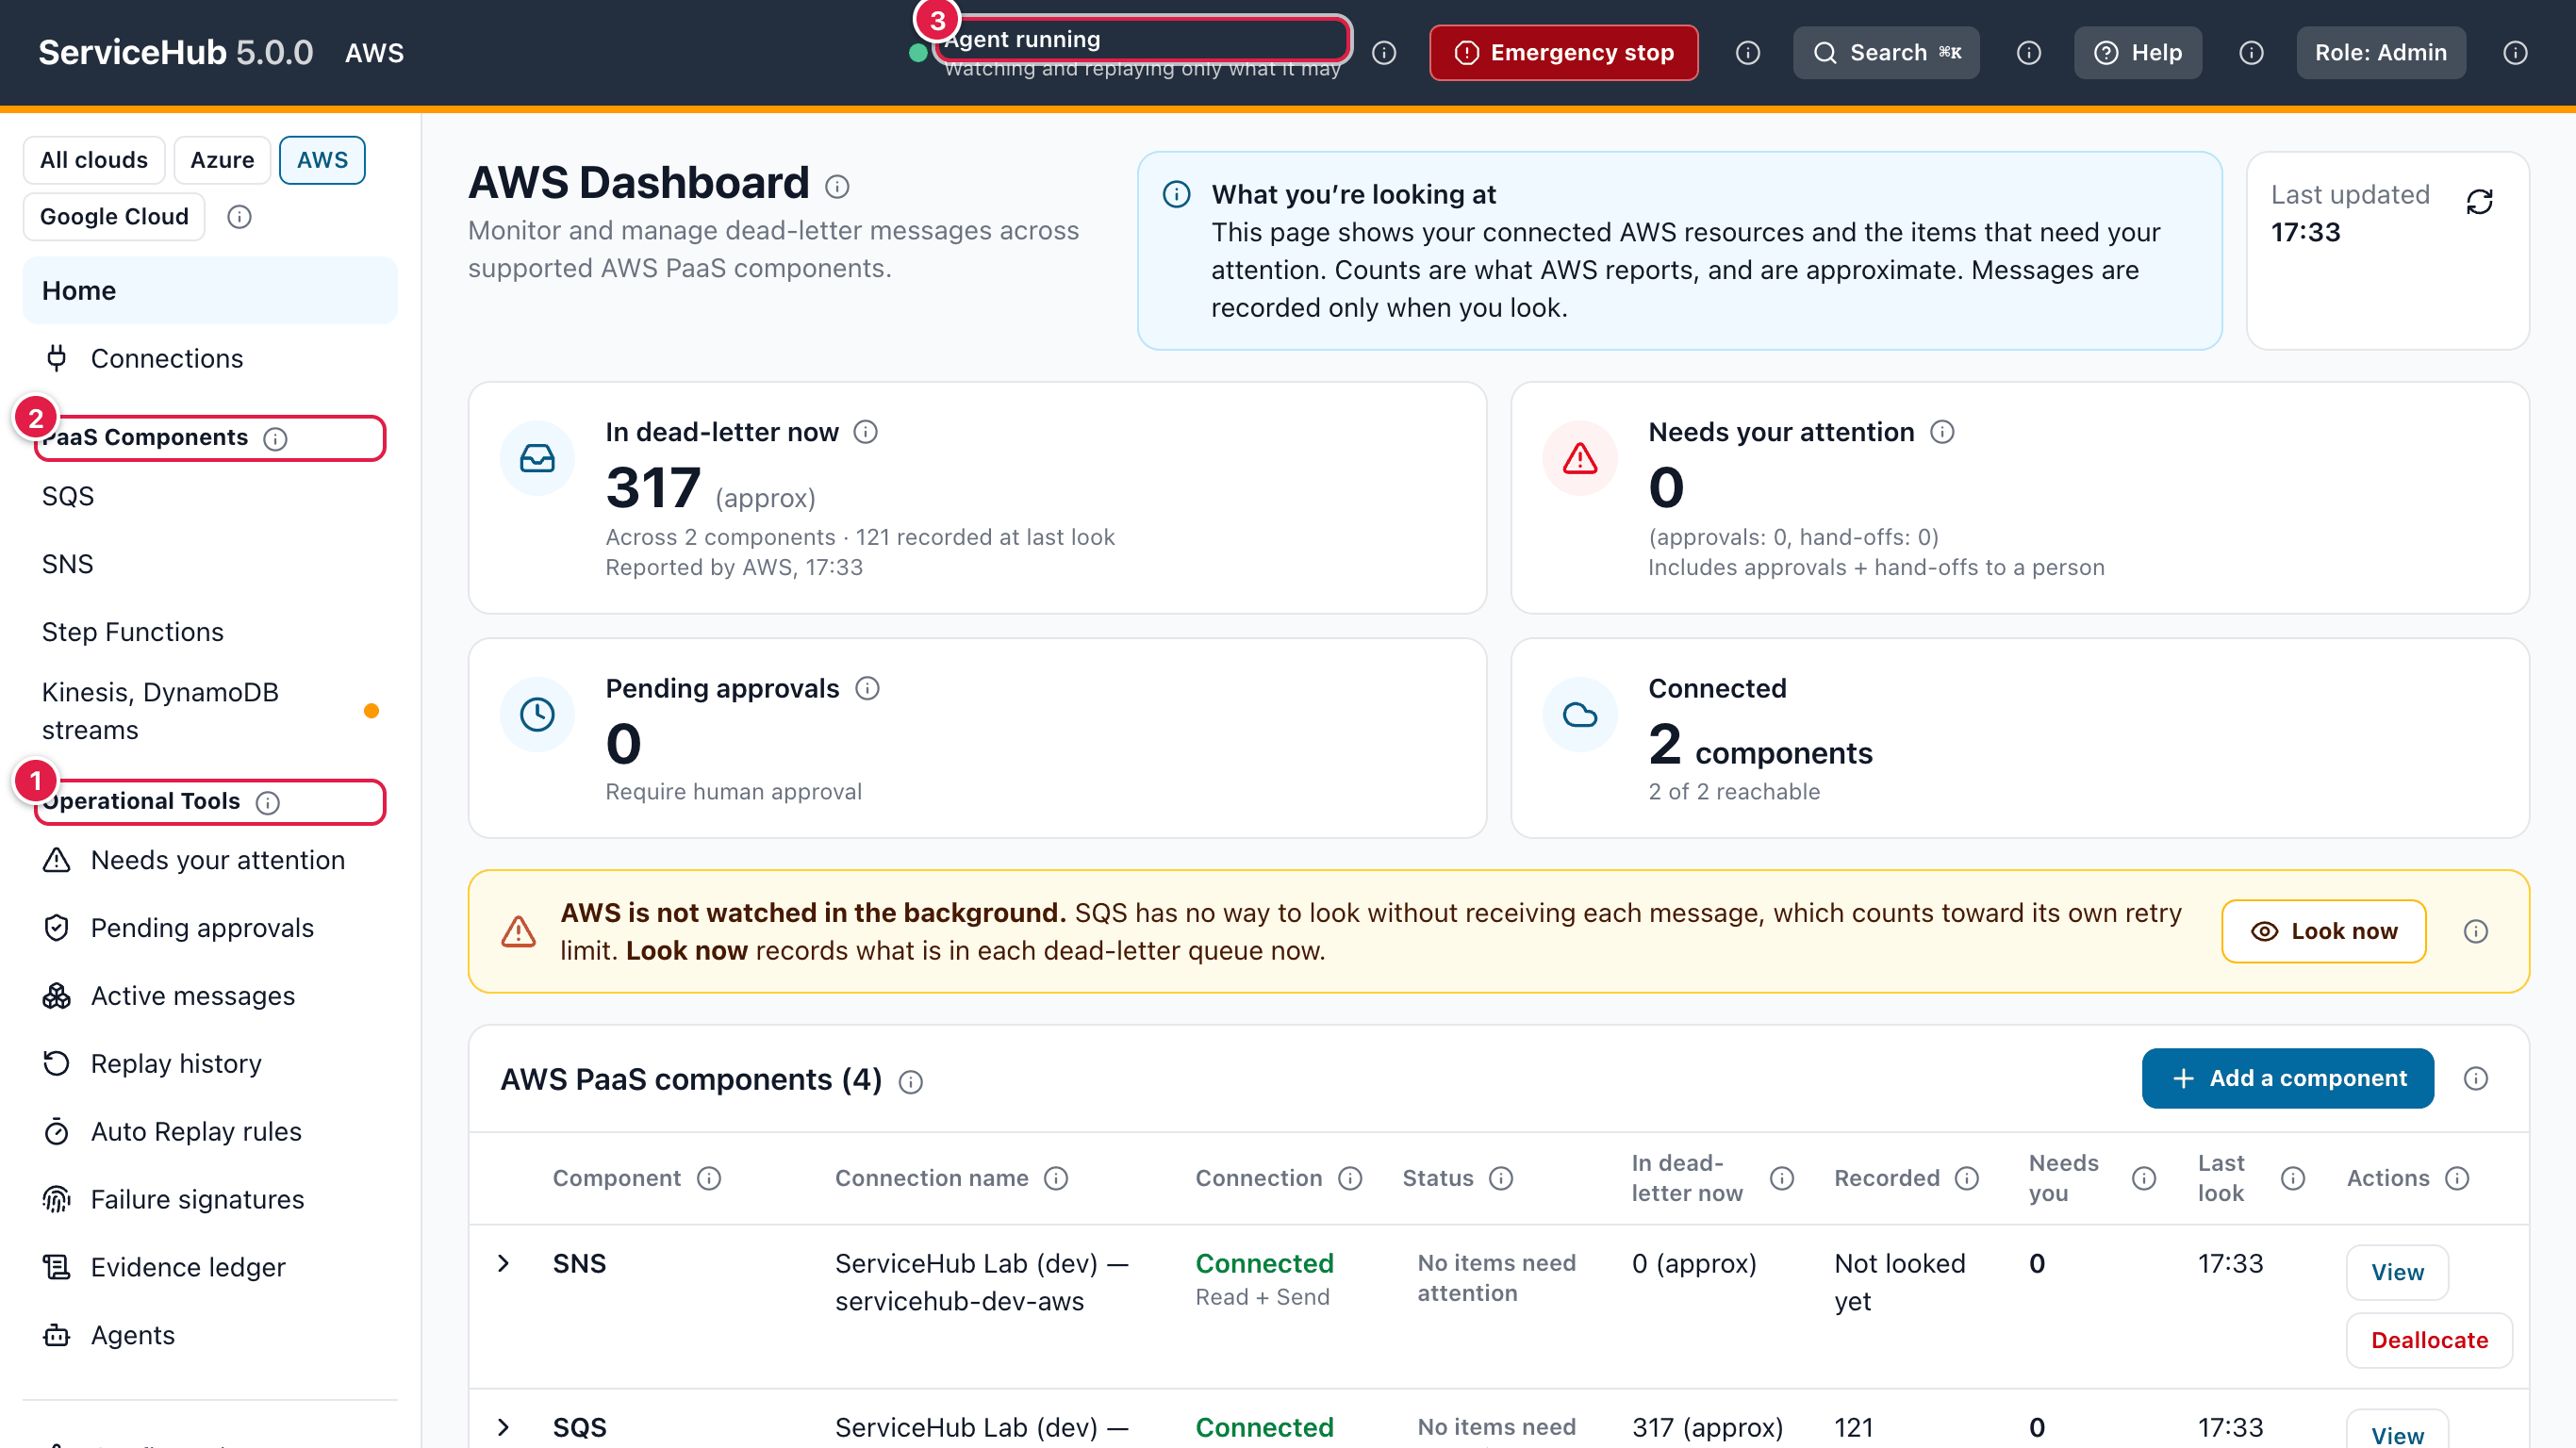 ServiceHub 5.0.0 AWS
3
Agent running
Watching and replaying only what it may
Emergency stop
Search ⌘K
Help
Role: Admin
All clouds
Azure
AWS
Google Cloud
Home
Connections
2
PaaS Components
SQS
SNS
Step Functions
Kinesis, DynamoDB
streams
1
Operational Tools
Needs your attention
Pending approvals
Active messages
Replay history
Auto Replay rules
Failure signatures
Evidence ledger
Agents
AWS Dashboard
Monitor and manage dead-letter messages across
supported AWS PaaS components.
What you’re looking at
This page shows your connected AWS resources and the items that need your
attention. Counts are what AWS reports, and are approximate. Messages are
recorded only when you look.
Last updated
17:33
In dead-letter now
317 (approx)
Across 2 components · 121 recorded at last look
Reported by AWS, 17:33
Needs your attention
0
(approvals: 0, hand-offs: 0)
Includes approvals + hand-offs to a person
Pending approvals
0
Require human approval
Connected
2 components
2 of 2 reachable
AWS is not watched in the background. SQS has no way to look without receiving each message, which counts toward its own retry
limit. Look now records what is in each dead-letter queue now.
Look now
AWS PaaS components (4)
Add a component
Component
Connection name
Connection
Status
In dead-
letter now
Recorded
Needs
you
Last
look
Actions
SNS
ServiceHub Lab (dev) —
servicehub-dev-aws
Connected
Read + Send
No items need
attention
0 (approx)
Not looked
yet
0
17:33
View
Deallocate
SQS
ServiceHub Lab (dev) —
Connected
No items need
317 (approx)
121
0
17:33
View